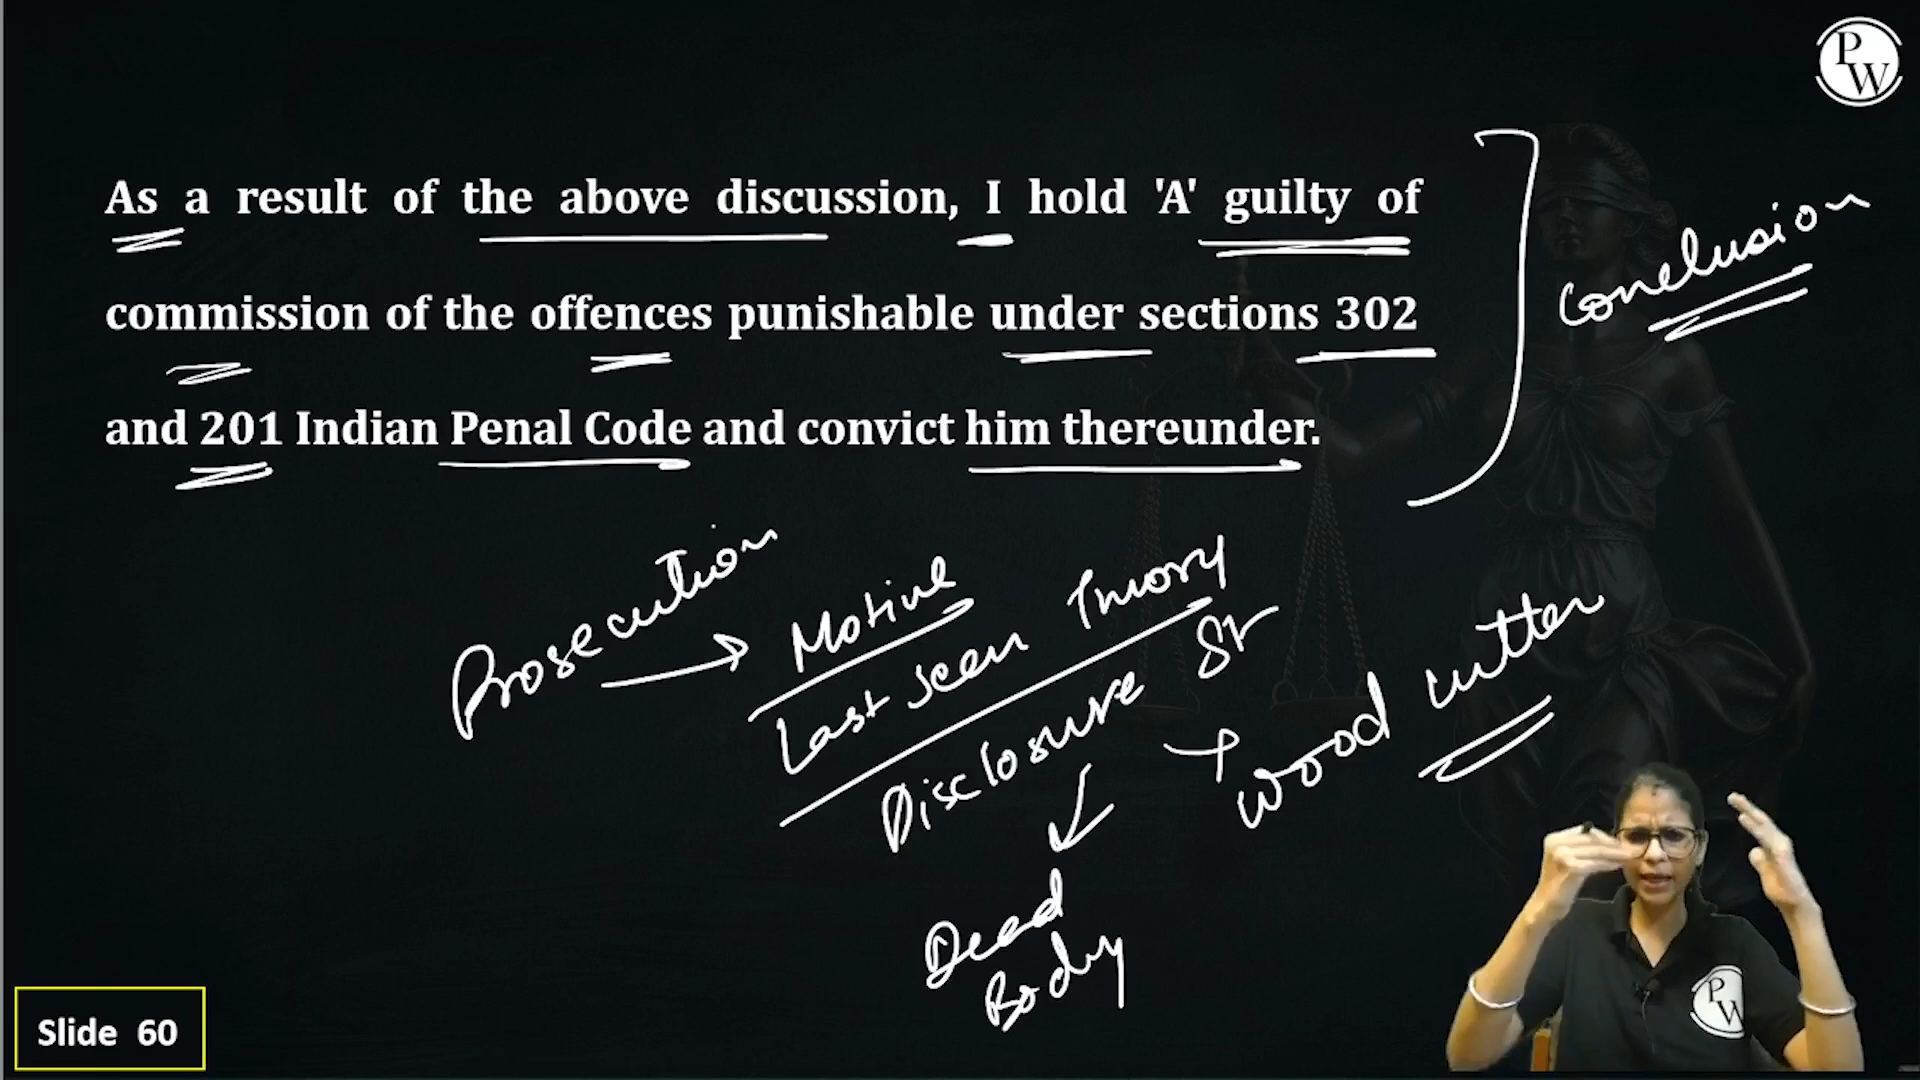 PW
As a result of the above discussion, I hold 'A' guilty of
commission of the offences punishable under sections 302
and 201 Indian Penal Code and convict him thereunder.
Conclusion
Prosecution → Motive
Last seen Theory
Disclosure St
Wood cutter
Dead
Body
PW
Slide 60